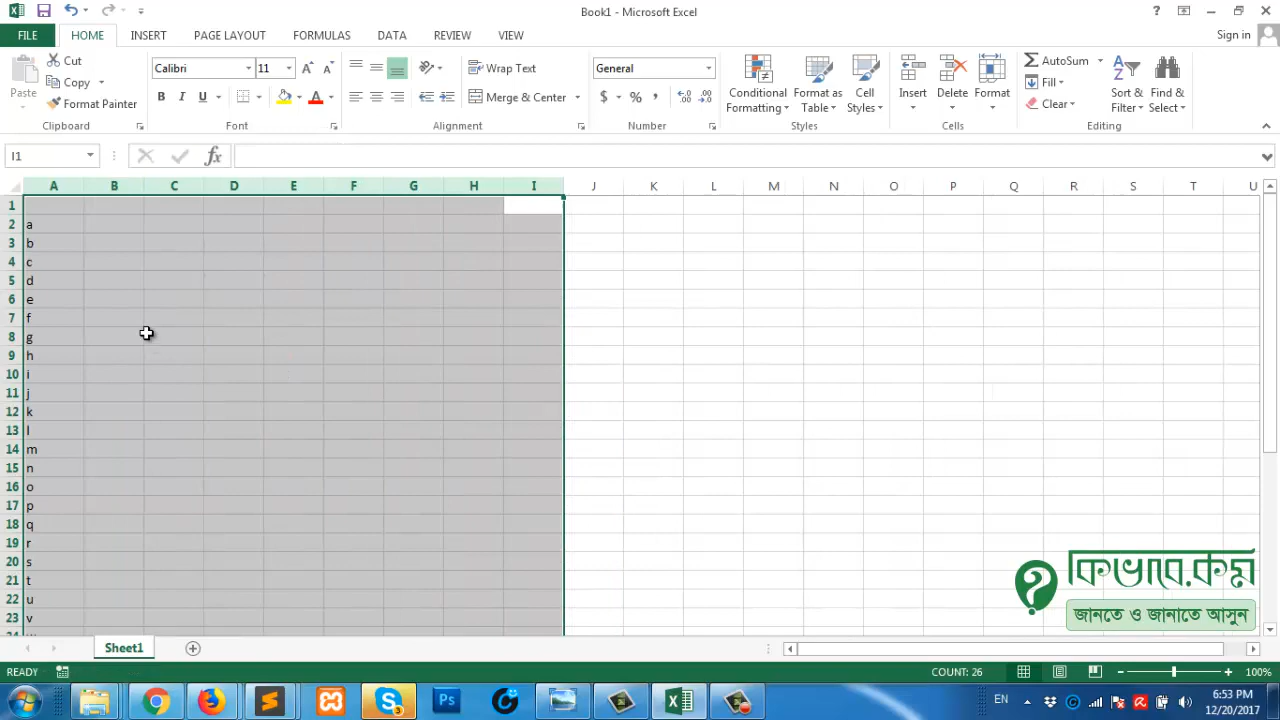 Book1 - Microsoft Excel
FILE HOME INSERT PAGE LAYOUT FORMULAS DATA REVIEW VIEW Sign in
Paste Cut Copy Format Painter Clipboard
Calibri 11 B I U A Font
Wrap Text Merge & Center Alignment
General $ % , Number
Conditional Formatting Format as Table Cell Styles Styles
Insert Delete Format Cells
AutoSum Fill Clear Sort & Filter Find & Select Editing
I1 fx
A B C D E F G H I J K L M N O P Q R S T U
1
2 a
3 b
4 c
5 d
6 e
7 f
8 g
9 h
10 i
11 j
12 k
13 l
14 m
15 n
16 o
17 p
18 q
19 r
20 s
21 t
22 u
23 v
কিভাবে.কম
জানতে ও জানাতে আসুন
Sheet1
READY COUNT: 26 100%
Ps EN 6:53 PM
12/20/2017